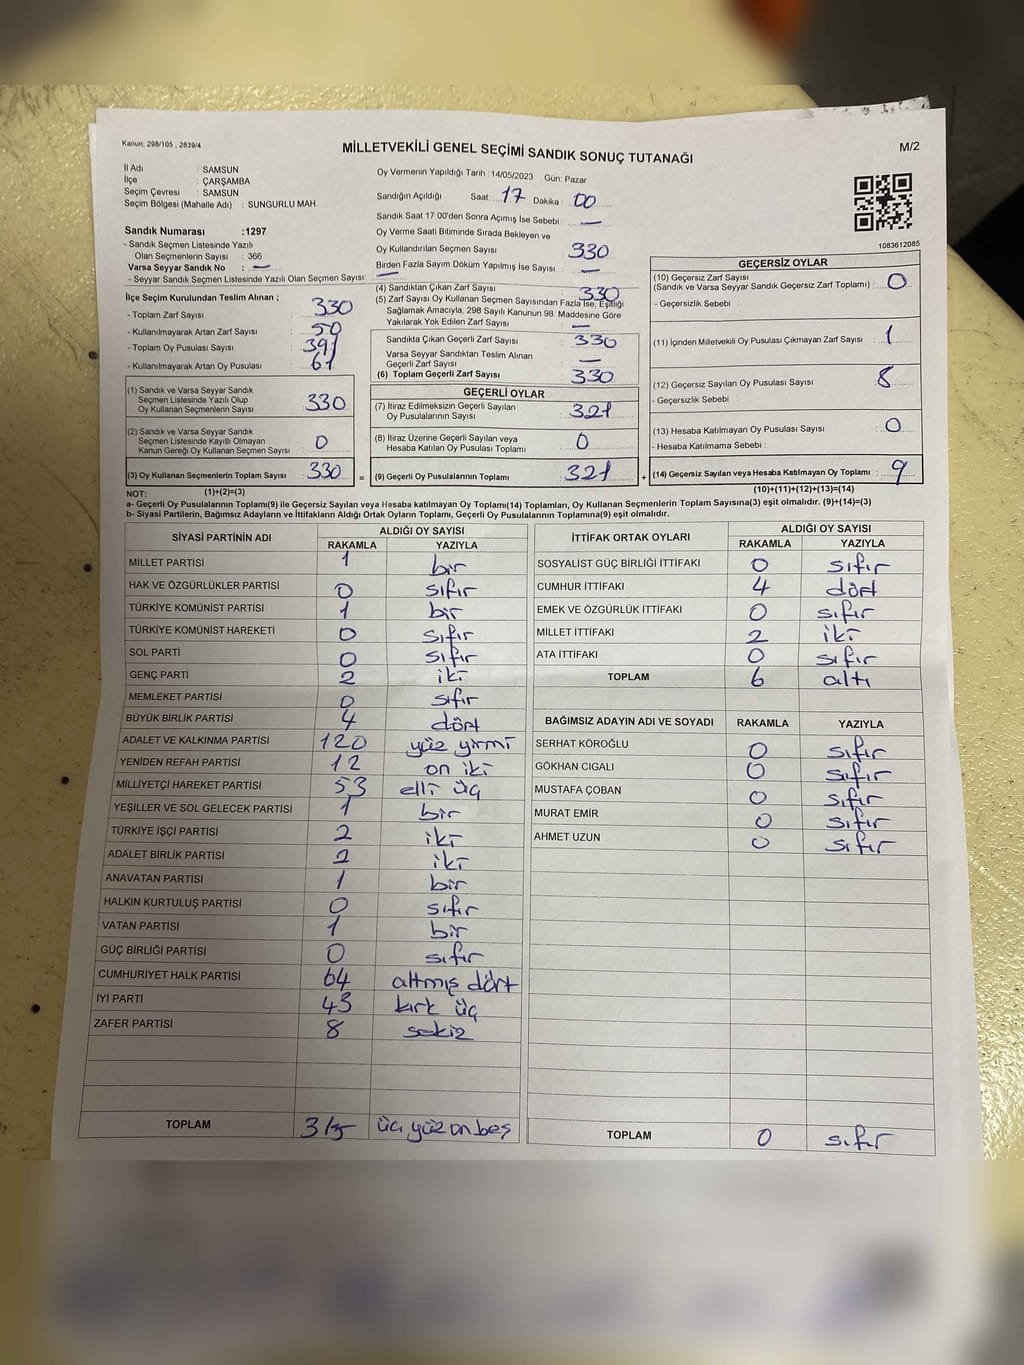 Kanun, 298/105 , 2839/4
MİLLETVEKİLİ GENEL SEÇİMİ SANDIK SONUÇ TUTANAĞI
M/2
İl Adı : SAMSUN
İlçe : ÇARŞAMBA
Seçim Çevresi : SAMSUN
Seçim Bölgesi (Mahalle Adı) : SUNGURLU MAH.
Sandık Numarası :1297
- Sandık Seçmen Listesinde Yazılı
Olan Seçmenlerin Sayısı : 366
Varsa Seyyar Sandık No : —
- Seyyar Sandık Seçmen Listesinde Yazılı Olan Seçmen Sayısı: —
Oy Vermenin Yapıldığı Tarih :14/05/2023 Gün: Pazar
Sandığın Açıldığı Saat: 17 Dakika: 00
Sandık Saat 17 00'den Sonra Açımış İse Sebebi: —
Oy Verme Saati Bitiminde Sırada Bekleyen ve
Oy Kullandırılan Seçmen Sayısı : 330
Birden Fazla Sayım Döküm Yapılmış İse Sayısı : —
1083612085
İlçe Seçim Kurulundan Teslim Alınan ;
- Toplam Zarf Sayısı : 330
- Kullanılmayarak Artan Zarf Sayısı : 50
- Toplam Oy Pusulası Sayısı : 391
- Kullanılmayarak Artan Oy Pusulası : 61
(1) Sandık ve Varsa Seyyar Sandık
Seçmen Listesinde Yazılı Olup
Oy Kullanan Seçmenlerin Sayısı : 330
(2) Sandık ve Varsa Seyyar Sandık
Seçmen Listesinde Kayıtlı Olmayan
Kanun Gereği Oy Kullanan Seçmen Sayısı : 0
(3) Oy Kullanan Seçmenlerin Toplam Sayısı : 330 =
(1)+(2)=(3)
(4) Sandıktan Çıkan Zarf Sayısı : 330
(5) Zarf Sayısı Oy Kullanan Seçmen Sayısından Fazla İse, Eşitliği
Sağlamak Amacıyla, 298 Sayılı Kanunun 98. Maddesine Göre
Yakılarak Yok Edilen Zarf Sayısı : —
Sandıkta Çıkan Geçerli Zarf Sayısı : 330
Varsa Seyyar Sandıktan Teslim Alınan
Geçerli Zarf Sayısı : —
(6) Toplam Geçerli Zarf Sayısı : 330
GEÇERLİ OYLAR
(7) İtiraz Edilmeksizin Geçerli Sayılan
Oy Pusulalarının Sayısı : 321
(8) İtiraz Üzerine Geçerli Sayılan veya
Hesaba Katılan Oy Pusulası Toplamı : 0
(9) Geçerli Oy Pusulalarının Toplamı : 321 +
GEÇERSİZ OYLAR
(10) Geçersiz Zarf Sayısı
(Sandık ve Varsa Seyyar Sandık Geçersiz Zarf Toplamı) : 0
- Geçersizlik Sebebi :
(11) İçinden Milletvekili Oy Pusulası Çıkmayan Zarf Sayısı : 1
(12) Geçersiz Sayılan Oy Pusulası Sayısı : 8
- Geçersizlik Sebebi
(13) Hesaba Katılmayan Oy Pusulası Sayısı : 0
- Hesaba Katılmama Sebebi :
(14) Geçersiz Sayılan veya Hesaba Katılmayan Oy Toplamı : 9
(10)+(11)+(12)+(13)=(14)
NOT:
a- Geçerli Oy Pusulalarının Toplamı(9) ile Geçersiz Sayılan veya Hesaba katılmayan Oy Toplamı(14) Toplamları, Oy Kullanan Seçmenlerin Toplam Sayısına(3) eşit olmalıdır. (9)+(14)=(3)
b- Siyasi Partilerin, Bağımsız Adayların ve İttifakların Aldığı Ortak Oyların Toplamı, Geçerli Oy Pusulalarının Toplamına(9) eşit olmalıdır.
SİYASİ PARTİNİN ADI ALDIĞI OY SAYISI
RAKAMLA YAZIYLA
MİLLET PARTİSİ 1 bir
HAK VE ÖZGÜRLÜKLER PARTİSİ 0 sıfır
TÜRKİYE KOMÜNİST PARTİSI 1 bir
TÜRKİYE KOMÜNİST HAREKETİ 0 sıfır
SOL PARTİ 0 sıfır
GENÇ PARTİ 2 iki
MEMLEKET PARTİSİ 0 sıfır
BÜYÜK BİRLİK PARTİSİ 4 dört
ADALET VE KALKINMA PARTİSİ 120 yüz yirmi
YENİDEN REFAH PARTİSİ 12 on iki
MİLLİYETÇİ HAREKET PARTİSİ 53 elli üç
YEŞİLLER VE SOL GELECEK PARTİSİ 1 bir
TÜRKİYE İŞÇİ PARTİSİ 2 iki
ADALET BİRLİK PARTİSİ 2 iki
ANAVATAN PARTİSİ 1 bir
HALKIN KURTULUŞ PARTİSİ 0 sıfır
VATAN PARTİSİ 1 bir
GÜÇ BİRLİĞİ PARTİSİ 0 sıfır
CUMHURİYET HALK PARTİSİ 64 altmış dört
İYİ PARTİ 43 kırk üç
ZAFER PARTİSİ 8 sekiz
TOPLAM 315 üç yüz on beş
İTTİFAK ORTAK OYLARI ALDIĞI OY SAYISI
RAKAMLA YAZIYLA
SOSYALİST GÜÇ BİRLİĞİ İTTİFAKI 0 sıfır
CUMHUR İTTİFAKI 4 dört
EMEK VE ÖZGÜRLÜK İTTİFAKI 0 sıfır
MİLLET İTTİFAKI 2 iki
ATA İTTİFAKI 0 sıfır
TOPLAM 6 altı
BAĞIMSIZ ADAYIN ADI VE SOYADI RAKAMLA YAZIYLA
SERHAT KÖROĞLU 0 sıfır
GÖKHAN CIGALI 0 sıfır
MUSTAFA ÇOBAN 0 sıfır
MURAT EMİR 0 sıfır
AHMET UZUN 0 sıfır
TOPLAM 0 sıfır